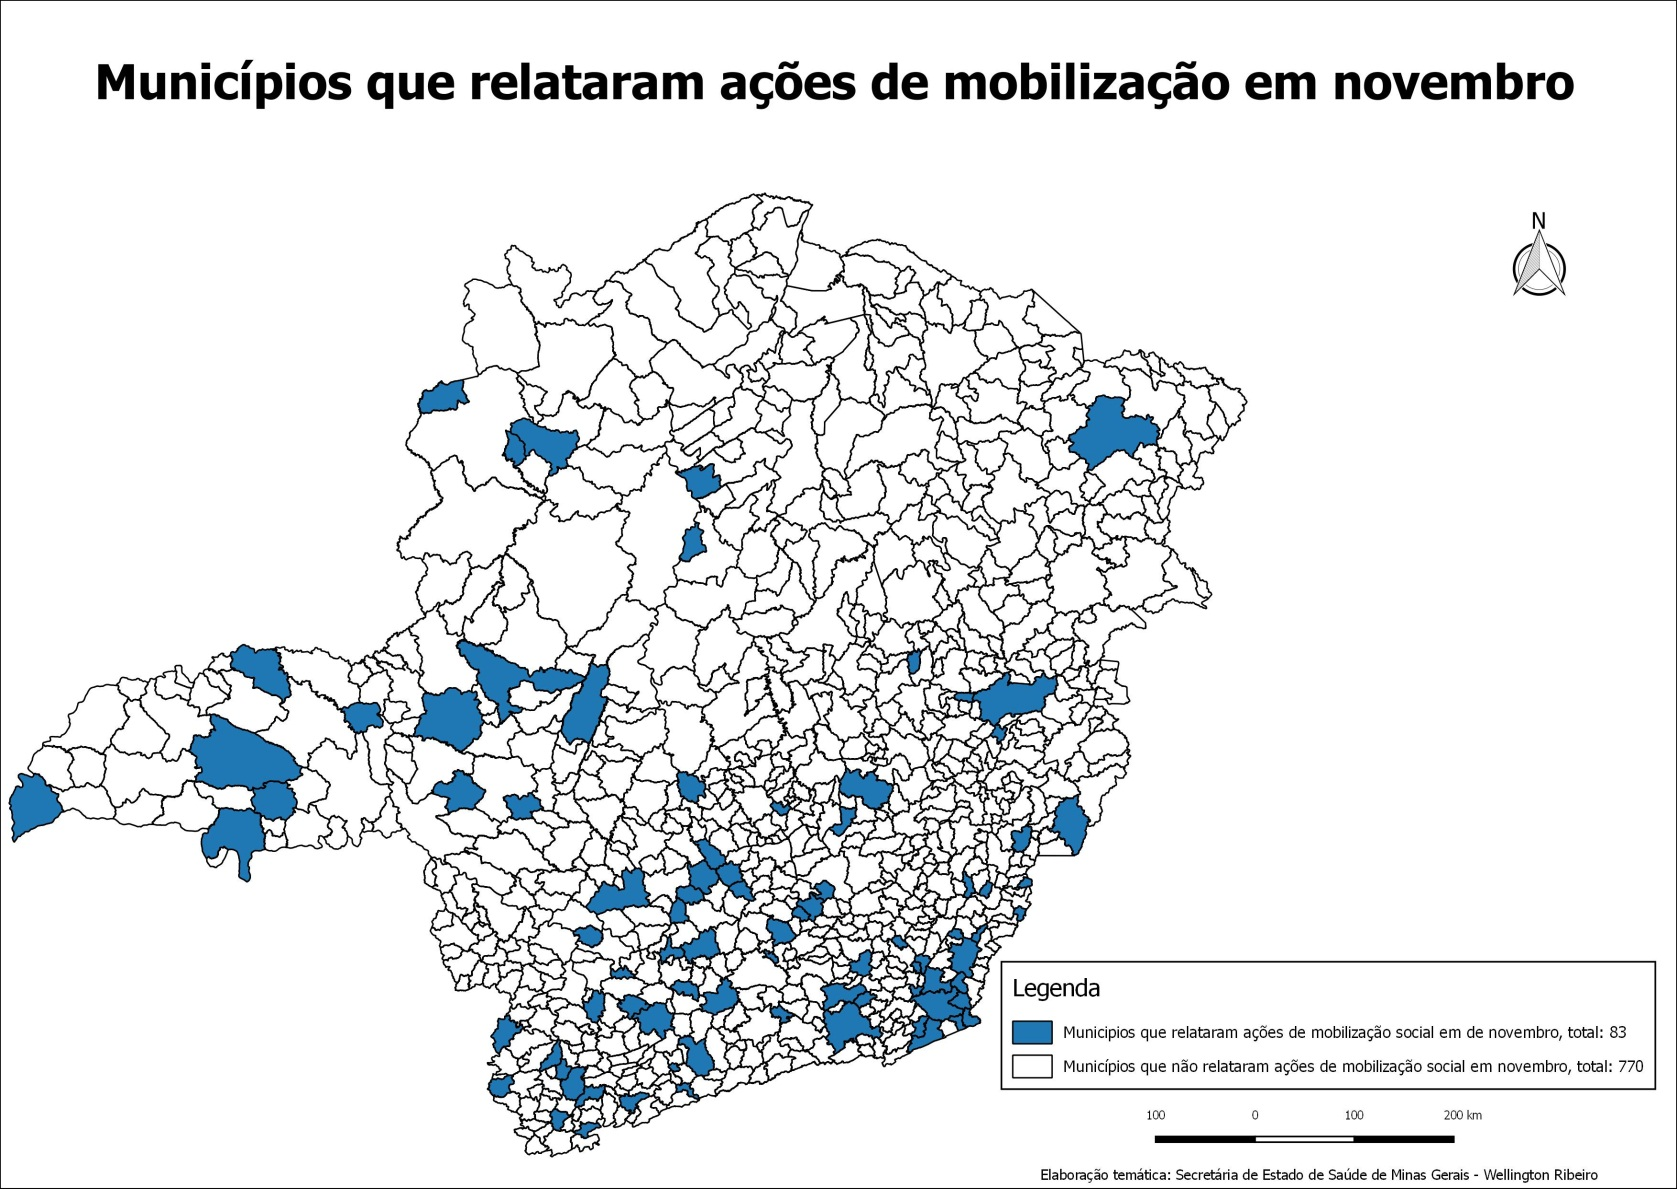 Municípios que relataram ações de mobilização em novembro
N
Legenda
Municipios que relataram ações de mobilização social em de novembro, total: 83
Municípios que não relataram ações de mobilização social em novembro, total: 770
100 0 100 200 km
Elaboração temática: Secretária de Estado de Saúde de Minas Gerais - Wellington Ribeiro